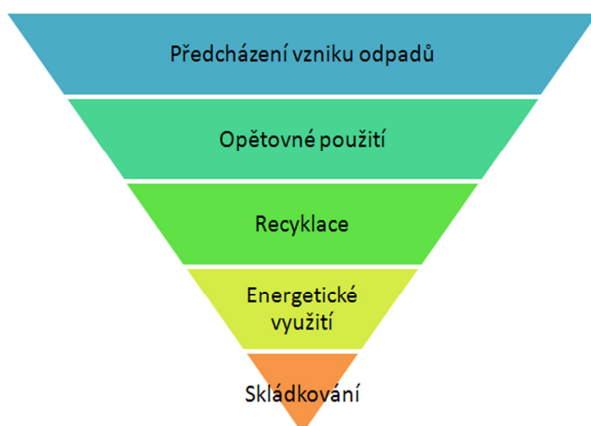 Předcházení vzniku odpadů
Opětovné použití
Recyklace
Energetické
využití
Skládkování